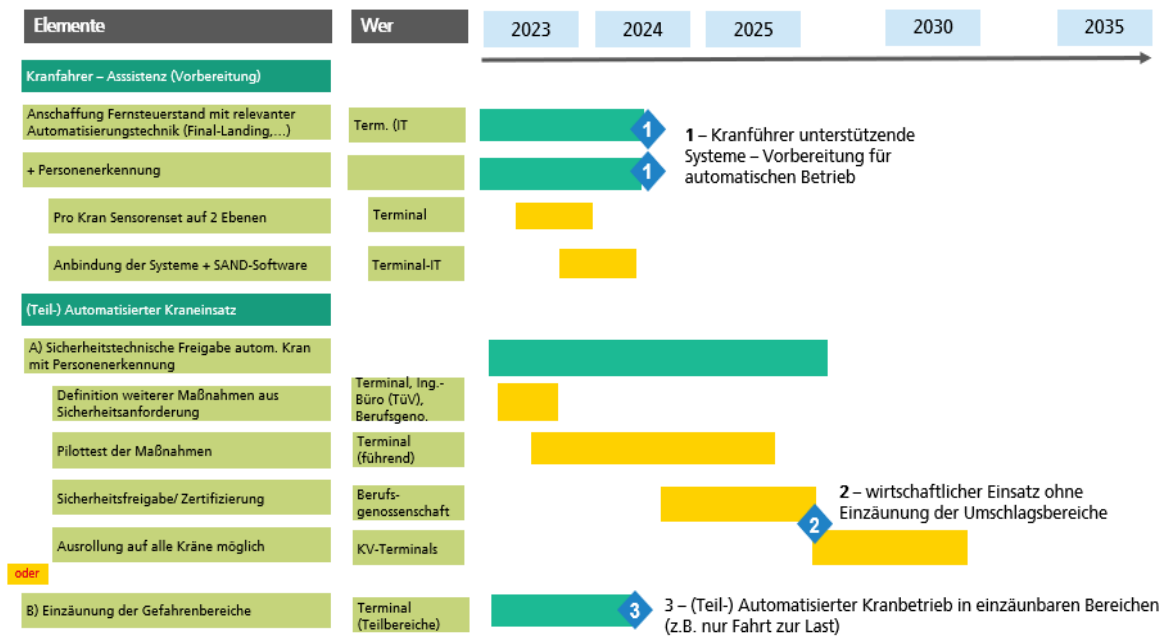 Elemente
Wer
2023
2024
2025
2030
2035
Kranfahrer – Asssistenz (Vorbereitung)
Anschaffung Fernsteuerstand mit relevanter
Automatisierungstechnik (Final-Landing,...)
Term. (IT
1
1 – Kranführer unterstützende
Systeme – Vorbereitung für
automatischen Betrieb
+ Personenerkennung
1
Pro Kran Sensorenset auf 2 Ebenen
Terminal
Anbindung der Systeme + SAND-Software
Terminal-IT
(Teil-) Automatisierter Kraneinsatz
A) Sicherheitstechnische Freigabe autom. Kran
mit Personenerkennung
Definition weiterer Maßnahmen aus
Sicherheitsanforderung
Terminal, Ing.-
Büro (TüV),
Berufsgeno.
Pilottest der Maßnahmen
Terminal
(führend)
Sicherheitsfreigabe/ Zertifizierung
Berufs-
genossenschaft
2 – wirtschaftlicher Einsatz ohne
Einzäunung der Umschlagsbereiche
2
Ausrollung auf alle Kräne möglich
KV-Terminals
oder
B) Einzäunung der Gefahrenbereiche
Terminal
(Teilbereiche)
3
3 – (Teil-) Automatisierter Kranbetrieb in einzäunbaren Bereichen
(z.B. nur Fahrt zur Last)